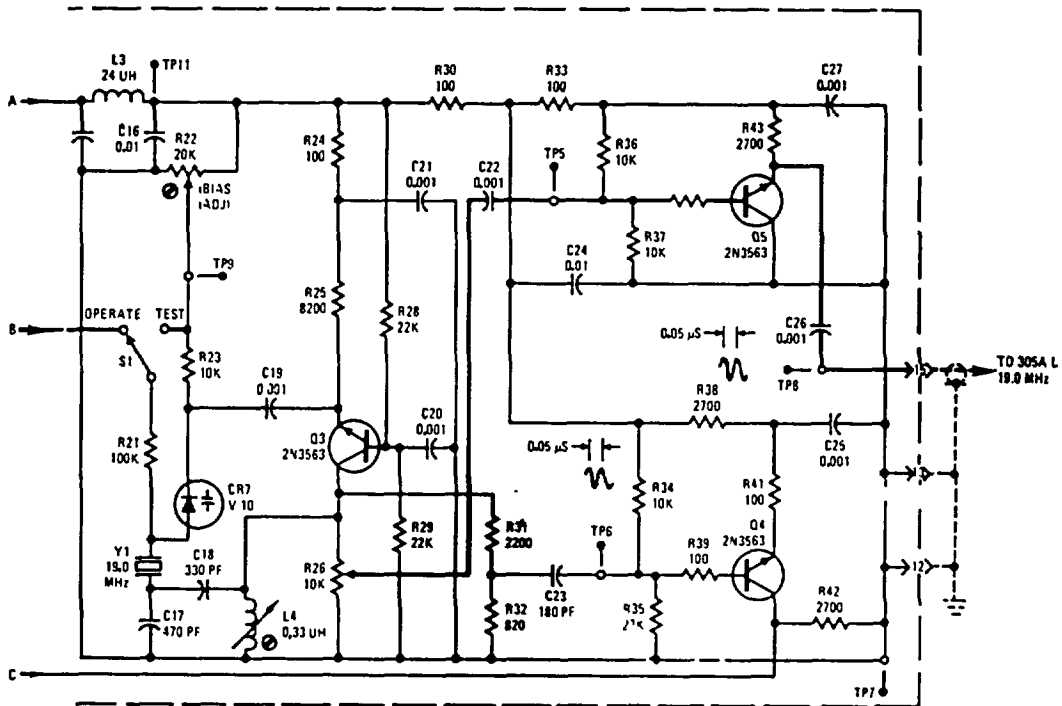 L3
24 UH
TP11
A
C16
0.01
R22
20K
(BIAS
(ADJ)
TP9
B
OPERATE
TEST
S1
R23
10K
R21
100K
CR7
V 10
Y1
19.0
MHz
C18
330 PF
C17
470 PF
L4
0.33 UH
C
R24
100
R25
8200
C19
0.001
Q3
2N3563
R26
10K
R28
22K
R29
22K
C21
0.001
C20
0.001
R30
100
C22
0.001
R31
2200
R32
820
C23
180 PF
TP6
0.05 µS
R33
100
TP5
R36
10K
R37
10K
C24
0.01
R43
2700
Q5
2N3563
C27
0.001
0.05 µS
C26
0.001
TP8
TO 305A L
19.0 MHz
R38
2700
C25
0.001
R34
10K
R35
R39
100
R41
100
Q4
2N3563
R42
2700
12
TP7